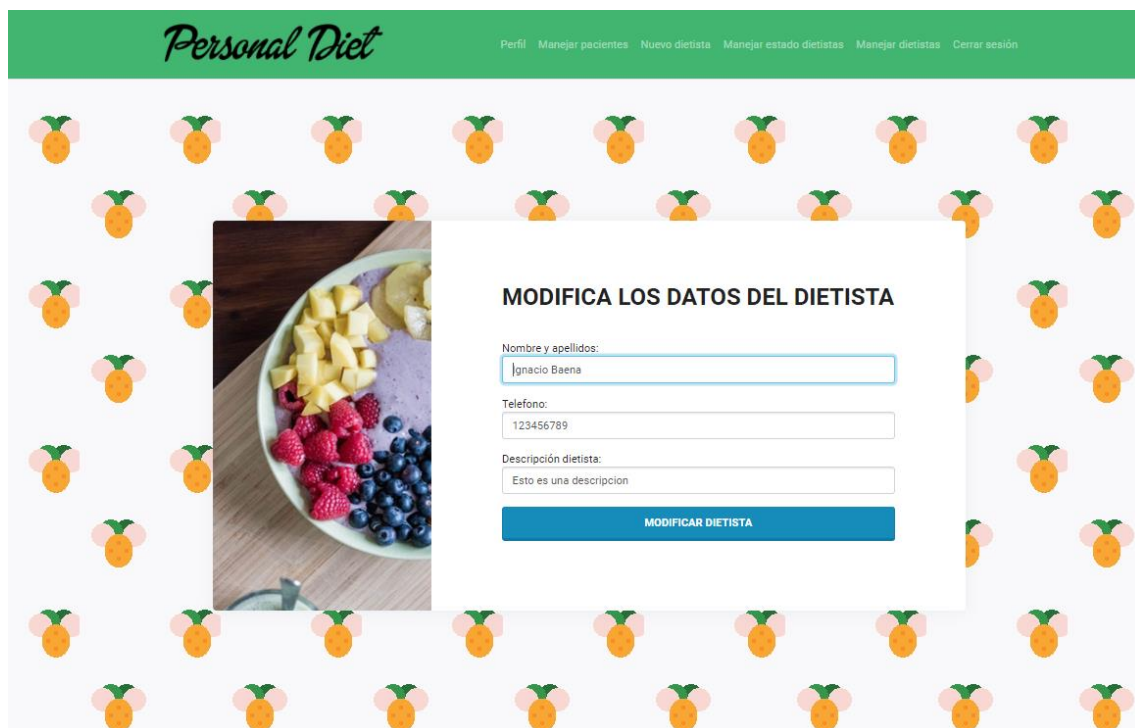 Personal Diet
Perfil Manejar pacientes Nuevo dietista Manejar estado dietistas Manejar dietistas Cerrar sesión
MODIFICA LOS DATOS DEL DIETISTA
Nombre y apellidos:
Ignacio Baena
Telefono:
123456789
Descripción dietista:
Esto es una descripcion
MODIFICAR DIETISTA